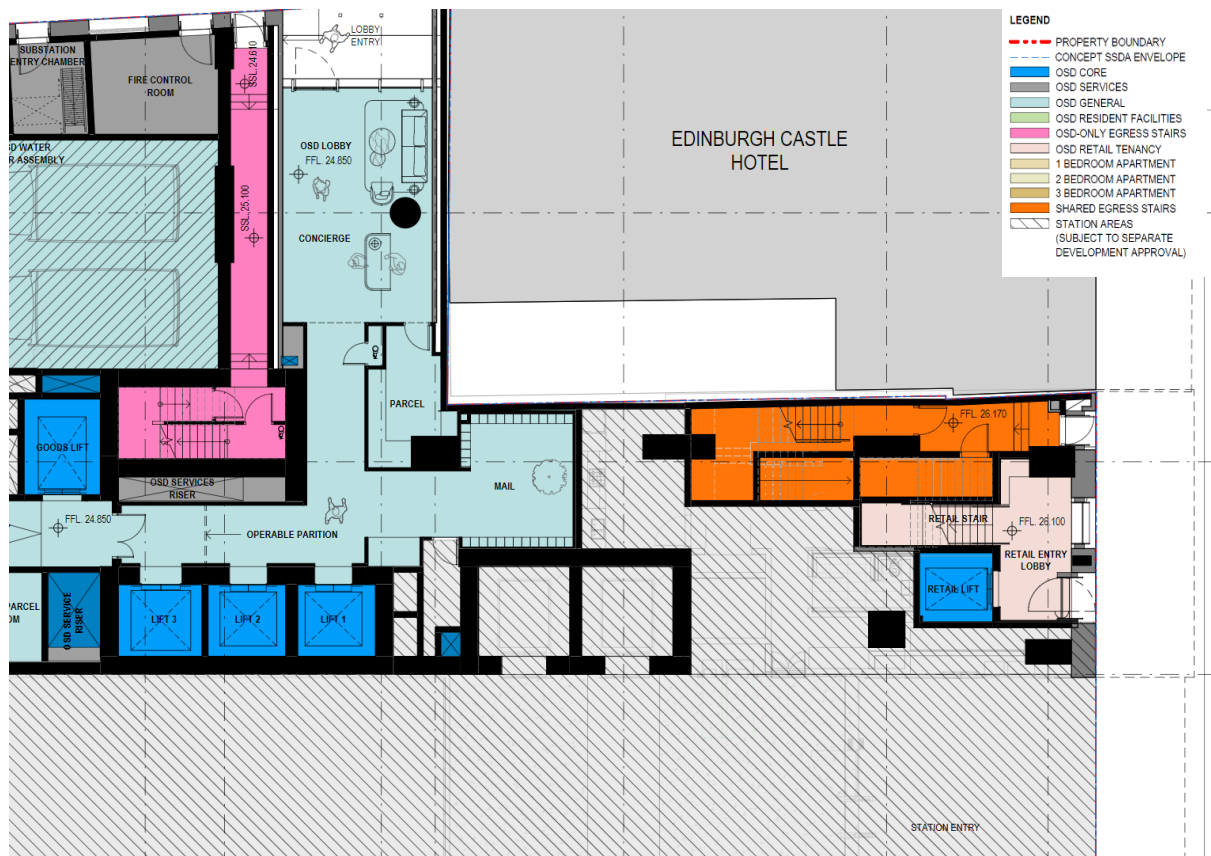 LEGEND
PROPERTY BOUNDARY
CONCEPT SSDA ENVELOPE
OSD CORE
OSD SERVICES
OSD GENERAL
OSD RESIDENT FACILITIES
OSD-ONLY EGRESS STAIRS
OSD RETAIL TENANCY
1 BEDROOM APARTMENT
2 BEDROOM APARTMENT
3 BEDROOM APARTMENT
SHARED EGRESS STAIRS
STATION AREAS
(SUBJECT TO SEPARATE
DEVELOPMENT APPROVAL)
LOBBY
ENTRY
SUBSTATION
ENTRY CHAMBER
FIRE CONTROL
ROOM
SSL 24.610
EDINBURGH CASTLE
HOTEL
OSD LOBBY
FFL. 24.850
WATER
ASSEMBLY
SSL 25.100
CONCIERGE
PARCEL
GOODS LIFT
FFL. 26.170
OSD SERVICES
RISER
MAIL
FFL. 24.850
OPERABLE PARITION
RETAIL STAIR
FFL. 26.100
RETAIL ENTRY
LOBBY
RETAIL LIFT
PARCEL
OSD SERVICE
RISER
LIFT 3
LIFT 2
LIFT 1
STATION ENTRY